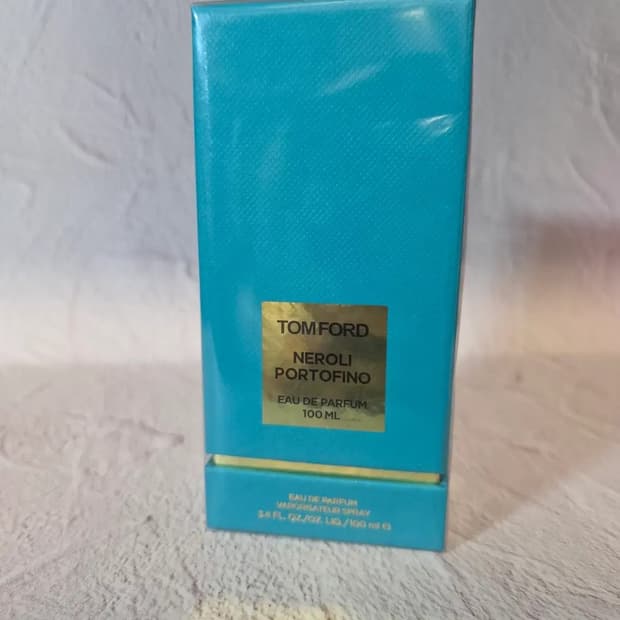 TOM FORD
NEROLI
PORTOFINO
EAU DE PARFUM
100 ML
EAU DE PARFUM
VAPORISATEUR SPRAY
3.4 FL. OZ./OZ. LIQ./100 ml ℮